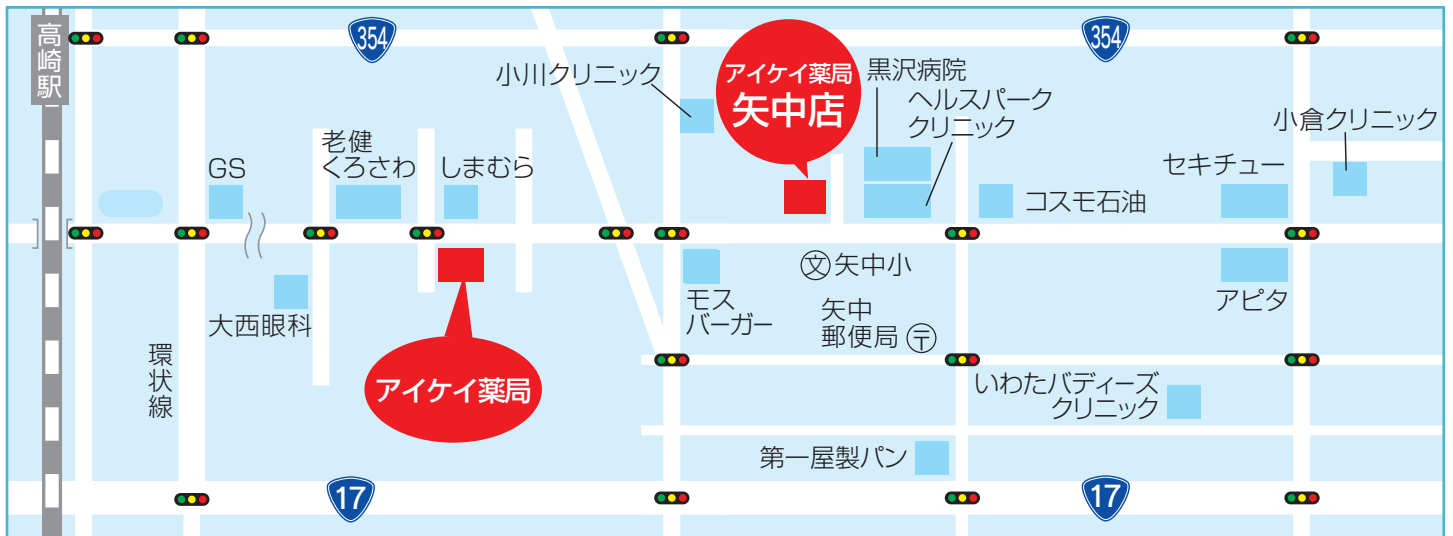 高崎駅
354
354
小川クリニック
アイケイ薬局
矢中店
黒沢病院
ヘルスパーク
クリニック
小倉クリニック
GS
老健
くろさわ
しまむら
コスモ石油
セキチュー
大西眼科
モス
バーガー
文 矢中小
矢中
郵便局 〒
アピタ
環状線
アイケイ薬局
いわたバディーズ
クリニック
第一屋製パン
17
17